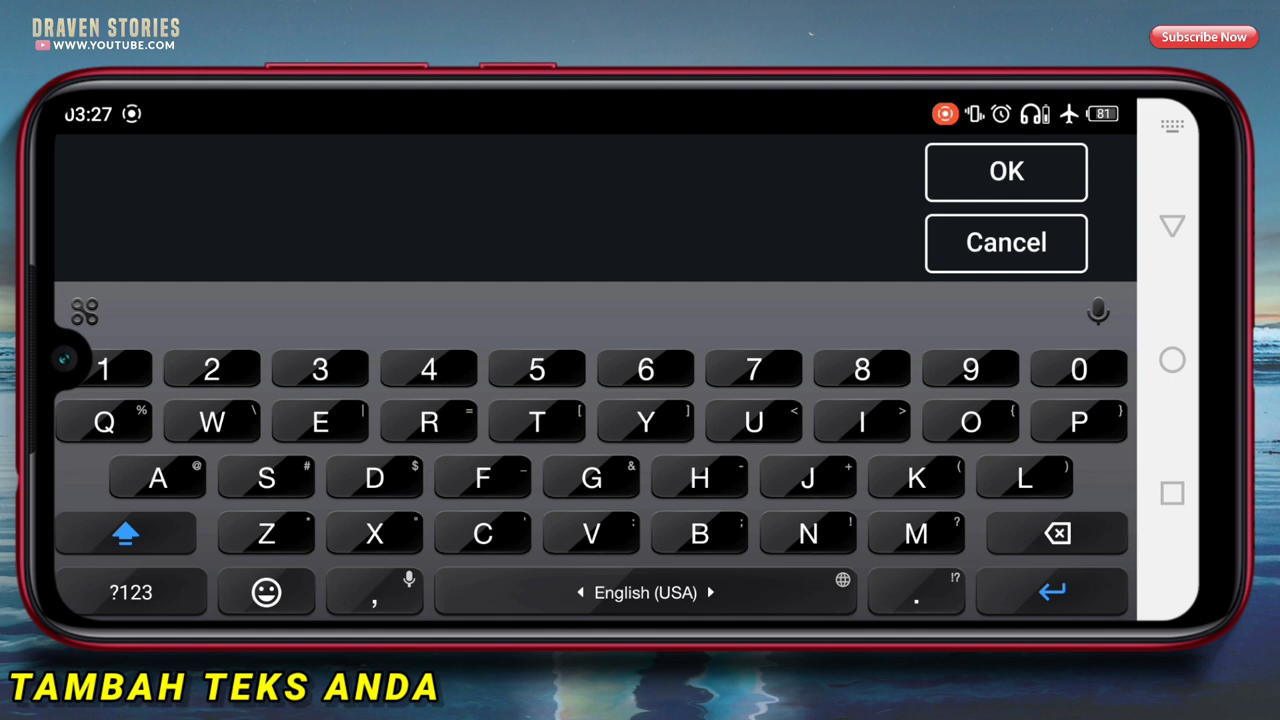 DRAVEN STORIES
WWW.YOUTUBE.COM
Subscribe Now
03:27
81
OK
Cancel
1 2 3 4 5 6 7 8 9 0
Q % W \ E | R = T [ Y ] U < I > O { P }
A @ S # D $ F _ G & H - J + K ( L )
Z * X " C ' V : B ; N ! M ?
?123 , English (USA) . !?
TAMBAH TEKS ANDA